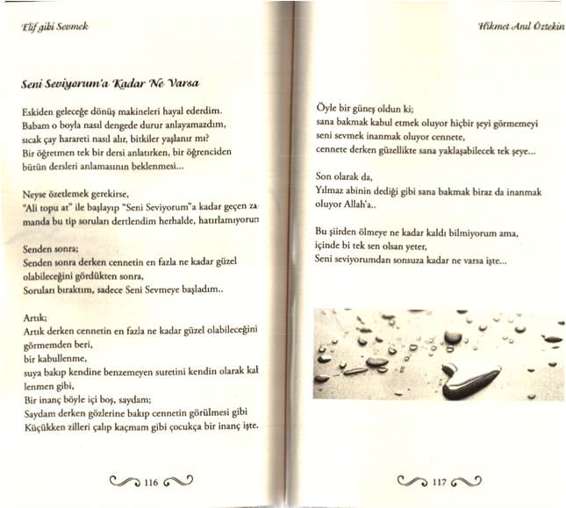 Elif gibi Sevmek
Seni Seviyorum'a Kadar Ne Varsa
Eskiden geleceğe dönüş makineleri hayal ederdim.
Babam o boyla nasıl dengede durur anlayamazdım,
sıcak çay harareti nasıl alır, bitkiler yaşlanır mı?
Bir öğretmen tek bir dersi anlatırken, bir öğrenciden
bütün dersleri anlamasının beklenmesi...
Neyse özetlemek gerekirse,
"Ali topu at" ile başlayıp "Seni Seviyorum"a kadar geçen za
manda bu tip soruları dertlendim herhalde, hatırlamıyorun
Senden sonra;
Senden sonra derken cennetin en fazla ne kadar güzel
olabileceğini gördükten sonra,
Soruları bıraktım, sadece Seni Sevmeye başladım..
Artık;
Artık derken cennetin en fazla ne kadar güzel olabileceğini
görmemden beri,
bir kabullenme,
suya bakıp kendine benzemeyen suretini kendin olarak kal
lenmen gibi,
Bir inanç böyle içi boş, saydam;
Saydam derken gözlerine bakıp cennetin görülmesi gibi
Küçükken zilleri çalıp kaçmam gibi çocukça bir inanç işte.
116
Hikmet Anıl Öztekin
Öyle bir güneş oldun ki;
sana bakmak kabul etmek oluyor hiçbir şeyi görmemeyi
seni sevmek inanmak oluyor cennete,
cennete derken güzellikte sana yaklaşabilecek tek şeye...
Son olarak da,
Yılmaz abinin dediği gibi sana bakmak biraz da inanmak
oluyor Allah'a..
Bu şiirden ölmeye ne kadar kaldı bilmiyorum ama,
içinde bi tek sen olsan yeter,
Seni seviyorumdan sonsuza kadar ne varsa işte...
117